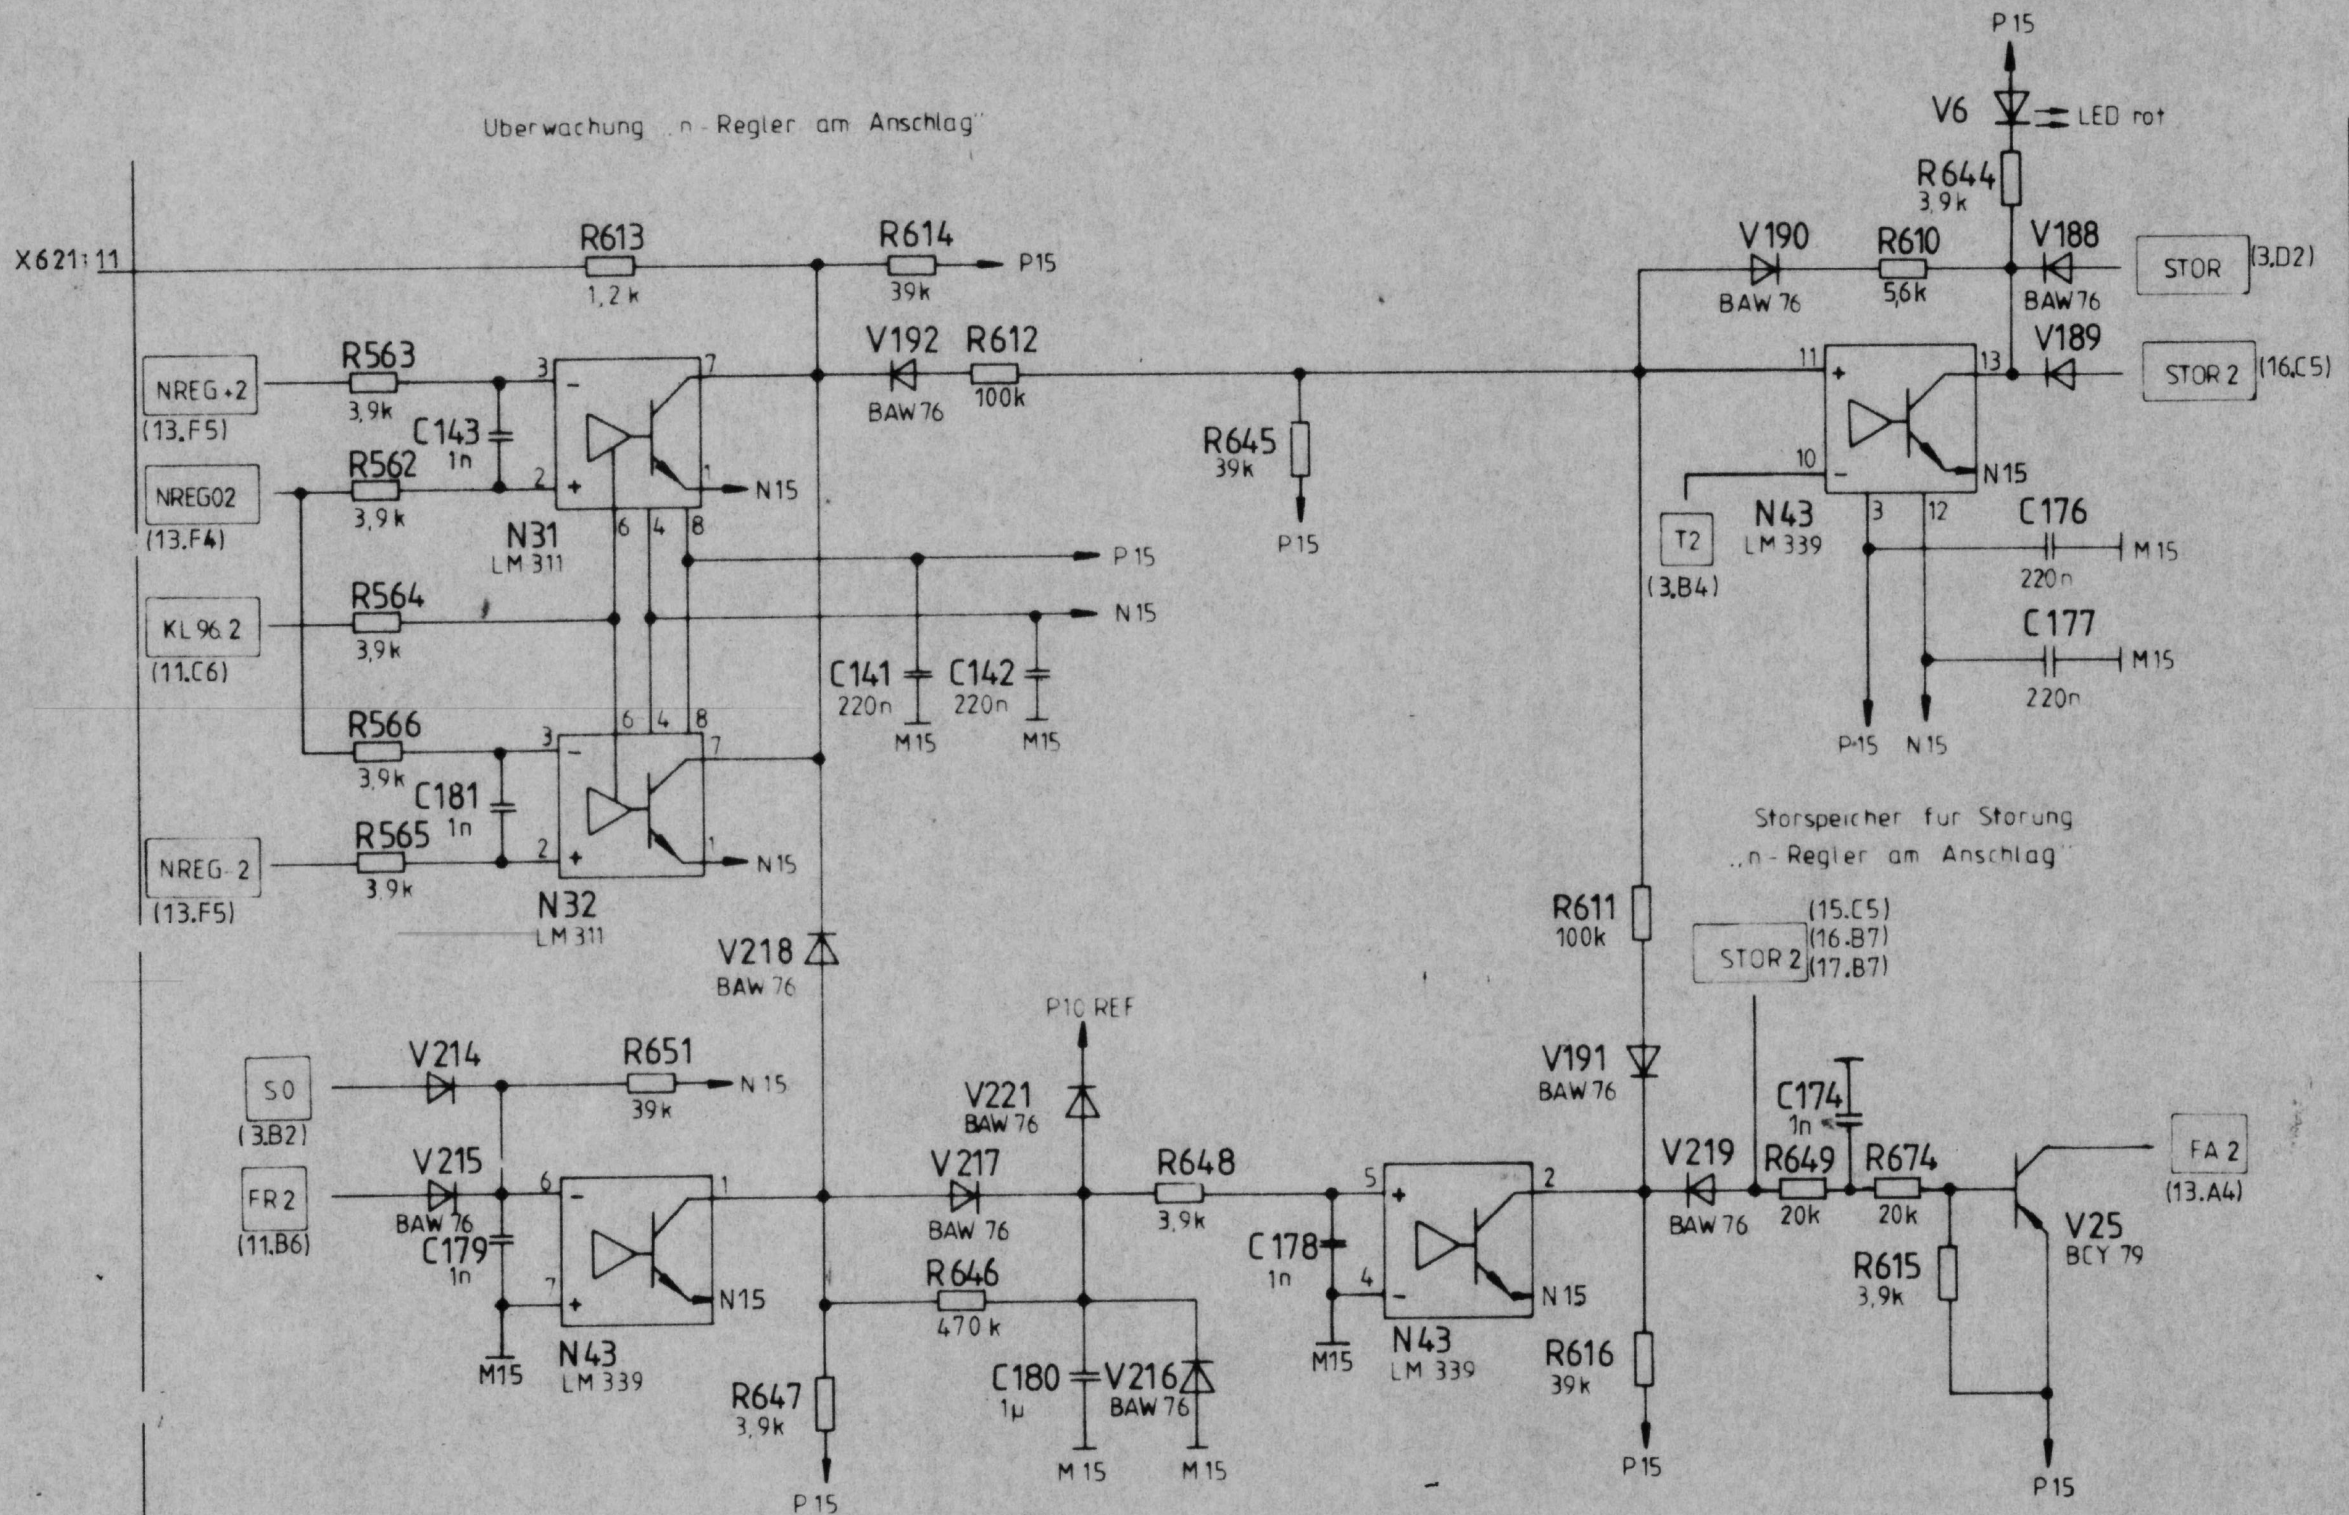 P15
V6
LED rot
Uberwachung „n-Regler am Anschlag"
R644
3,9k
X621:11
R613
1,2k
R614
39k
P15
V190
BAW 76
R610
5,6k
V188
BAW 76
STOR
(3.D2)
NREG+2
(13.F5)
R563
3,9k
C143
1n
3
-
7
V192
BAW 76
R612
100k
11
+
13
V189
STOR 2
(16.C5)
NREG02
(13.F4)
R562
3,9k
2
+
1
N15
N31
LM 311
6
4
8
R645
39k
P15
10
-
N15
T2
(3.B4)
N43
LM 339
3
12
C176
220n
M15
P15
KL 96.2
(11.C6)
R564
3,9k
N15
C141
220n
M15
C142
220n
M15
C177
220n
M15
P15
N15
R566
3,9k
C181
1n
3
-
6
4
8
7
NREG-2
(13.F5)
R565
3,9k
2
+
1
N15
N32
LM 311
Storspeicher fur Storung
„n-Regler am Anschlag"
V218
BAW 76
R611
100k
STOR 2
(15.C5)
(16.B7)
(17.B7)
P10 REF
S0
(3.B2)
V214
R651
39k
N15
V221
BAW 76
V191
BAW 76
C174
1n
FR 2
(11.B6)
V215
BAW 76
C179
1n
6
-
1
7
+
N15
M15
N43
LM 339
V217
BAW 76
R648
3,9k
C178
1n
5
+
2
4
-
N15
M15
N43
LM 339
V219
BAW 76
R649
20k
R674
20k
FA 2
(13.A4)
V25
BCY 79
R646
470k
R615
3,9k
R647
3,9k
P15
C180
1µ
M15
V216
BAW 76
M15
R616
39k
P15
P15